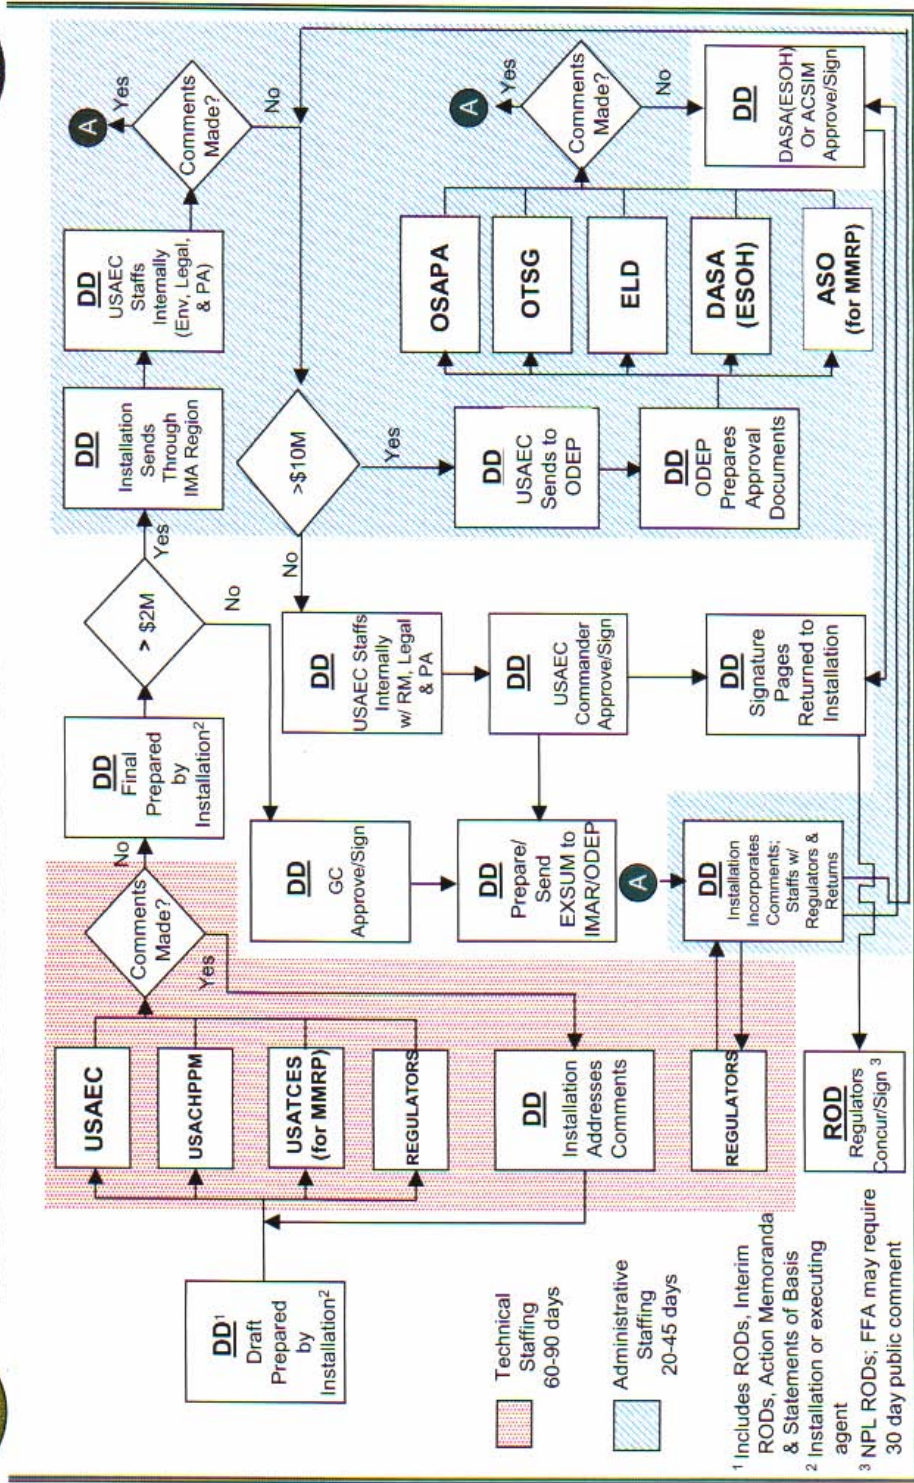 DD¹
Draft
Prepared
by
Installation²
USAEC
USACHPPM
USATCES
(for MMRP)
REGULATORS
Comments
Made?
No
Yes
DD
Installation
Addresses
Comments
DD
Final
Prepared
by
Installation²
> $2M
Yes
No
DD
Installation
Sends
Through
IMA Region
DD
USAEC
Staffs
Internally
(Env, Legal,
& PA)
Comments
Made?
Yes
A
No
>$10M
No
Yes
DD
GC
Approve/Sign
DD
Prepare/
Send
EXSUM to
IMAR/ODEP
DD
USAEC Staffs
Internally
w/ RM, Legal
& PA
DD
USAEC
Commander
Approve/Sign
DD
USAEC
Sends to
ODEP
DD
ODEP
Prepares
Approval
Documents
OSAPA
OTSG
ELD
DASA
(ESOH)
ASO
(for MMRP)
Comments
Made?
Yes
A
No
DD
DASA(ESOH)
Or ACSIM
Approve/Sign
DD
Signature
Pages
Returned to
Installation
A
DD
Installation
Incorporates
Comments;
Staffs w/
Regulators &
Returns
REGULATORS
ROD
Regulators
Concur/Sign ³
Technical
Staffing
60-90 days
Administrative
Staffing
20-45 days
¹ Includes RODs, Interim
RODs, Action Memoranda
& Statements of Basis
² Installation or executing
agent
³ NPL RODs; FFA may require
30 day public comment